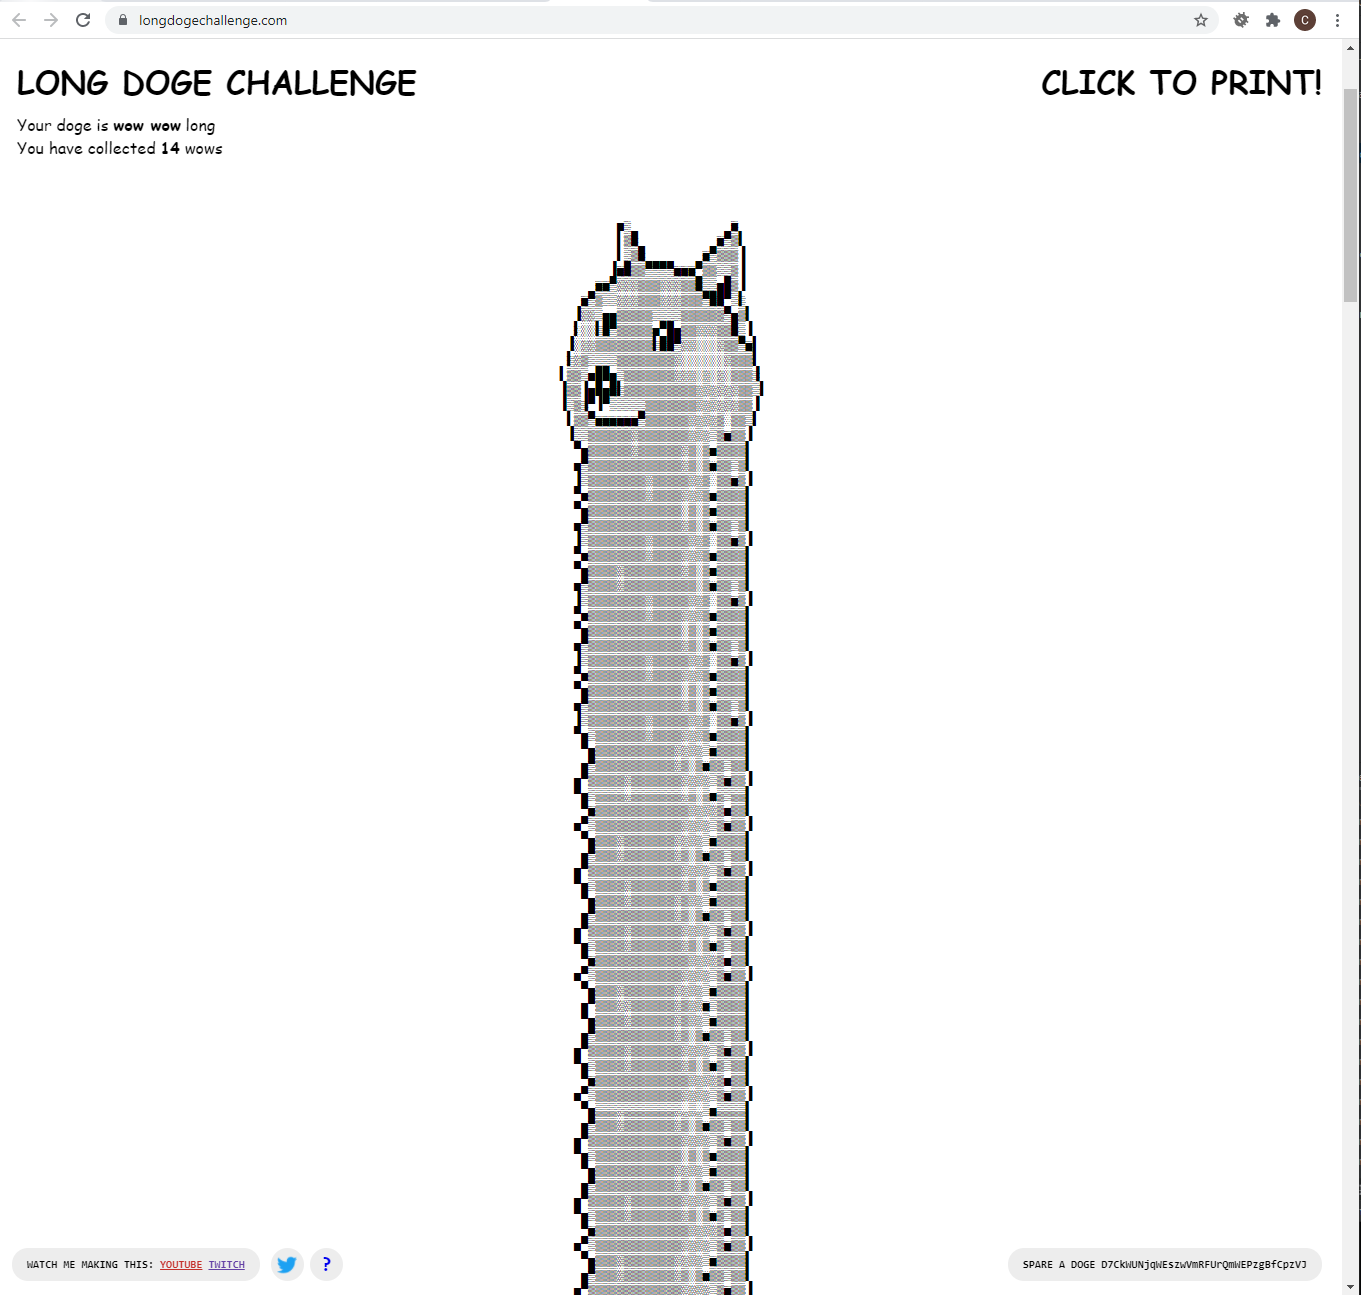 longdogechallenge.com
C
LONG DOGE CHALLENGE
CLICK TO PRINT!
Your doge is wow wow long
You have collected 14 wows
WATCH ME MAKING THIS: YOUTUBE TWITCH
?
SPARE A DOGE D7CkWUNjqWEszwVmRFUrQmWEPzgBfCpzVJ